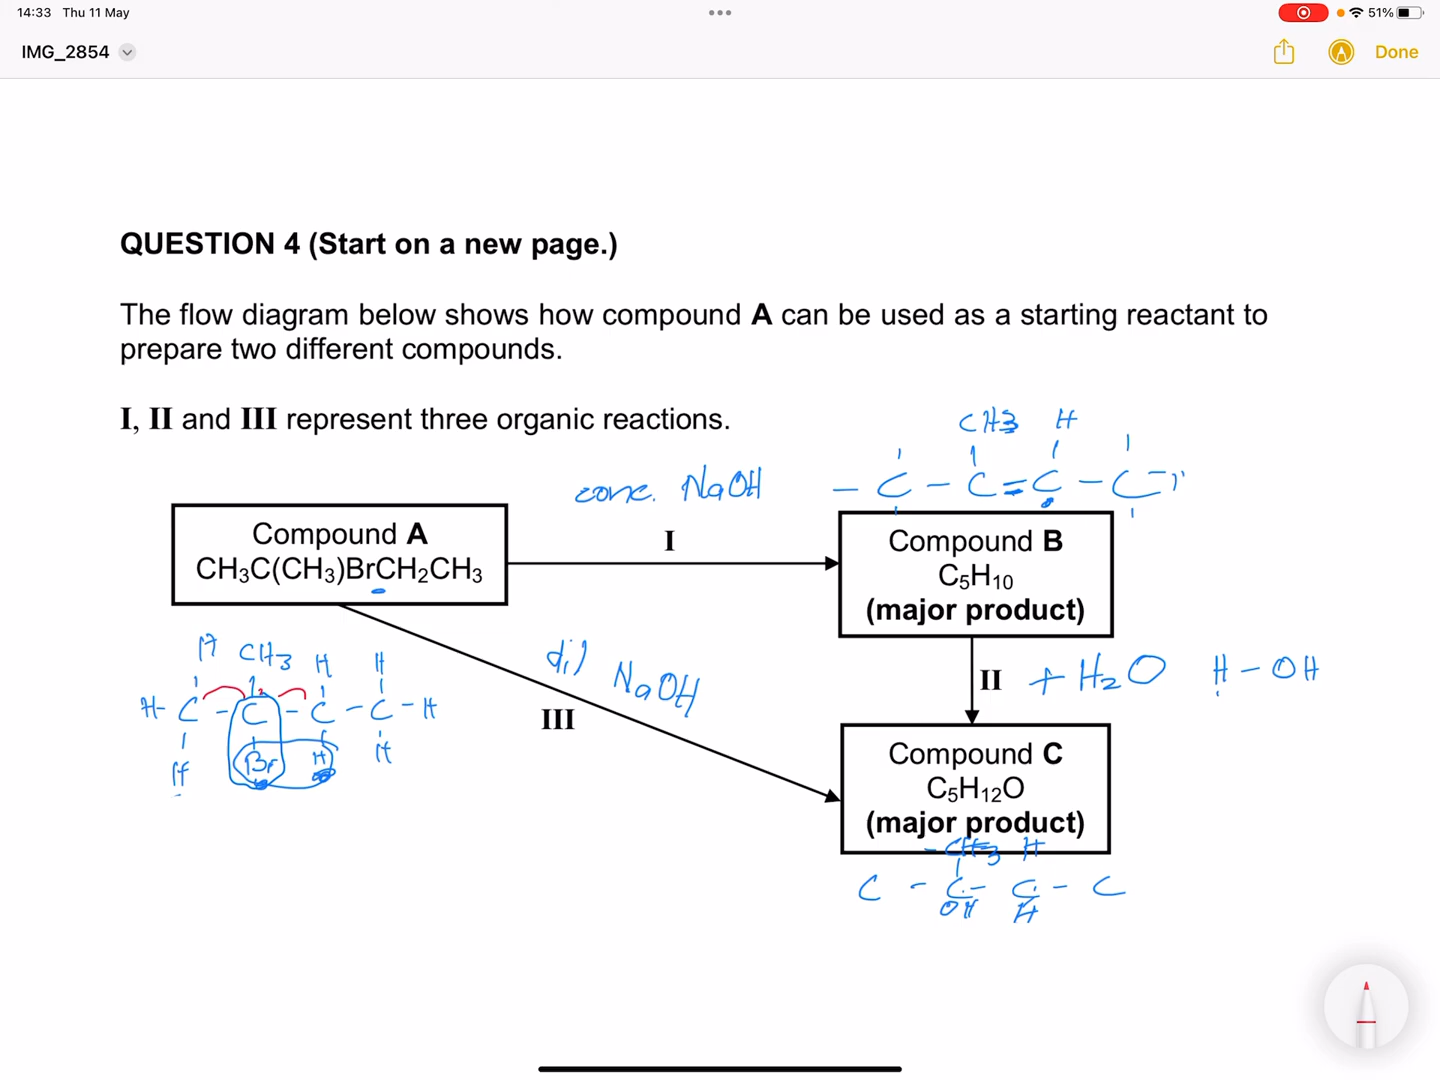 14:33 Thu 11 May
51%
IMG_2854
Done
QUESTION 4 (Start on a new page.)
The flow diagram below shows how compound A can be used as a starting reactant to
prepare two different compounds.
I, II and III represent three organic reactions.
CH3 H
conc. NaOH
- C - C = C - C -
Compound A
CH₃C(CH₃)BrCH₂CH₃
I
Compound B
C₅H₁₀
(major product)
H CH3 H H
H - C - C - C - C - H
H Br H H
dil NaOH
III
II
+ H₂O H - OH
Compound C
C₅H₁₂O
(major product)
- CH3 H
C - C - C - C
OH H